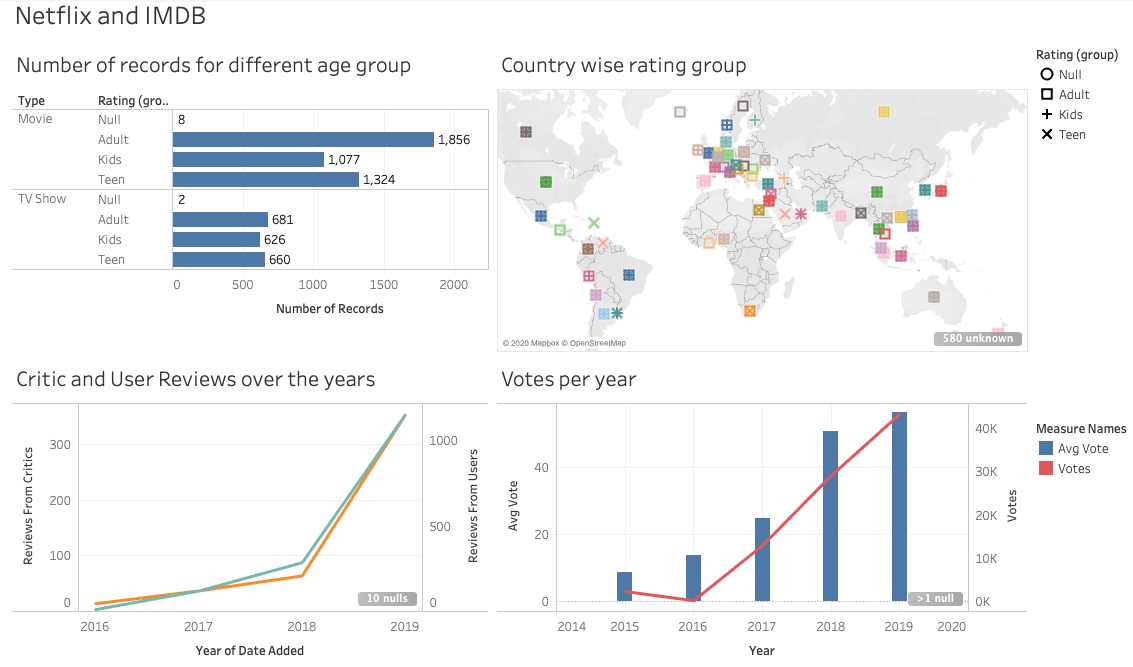 Netflix and IMDB
Number of records for different age group
Type Rating (gro..
Movie Null 8
Adult 1,856
Kids 1,077
Teen 1,324
TV Show Null 2
Adult 681
Kids 626
Teen 660
0 500 1000 1500 2000
Number of Records
Country wise rating group
© 2020 Mapbox © OpenStreetMap
580 unknown
Rating (group)
Null
Adult
Kids
Teen
Critic and User Reviews over the years
Reviews From Critics
300
200
100
0
1000
500
0
Reviews From Users
10 nulls
2016 2017 2018 2019
Year of Date Added
Votes per year
Avg Vote
40
20
0
40K
30K
20K
10K
0K
Votes
>1 null
2014 2015 2016 2017 2018 2019 2020
Year
Measure Names
Avg Vote
Votes